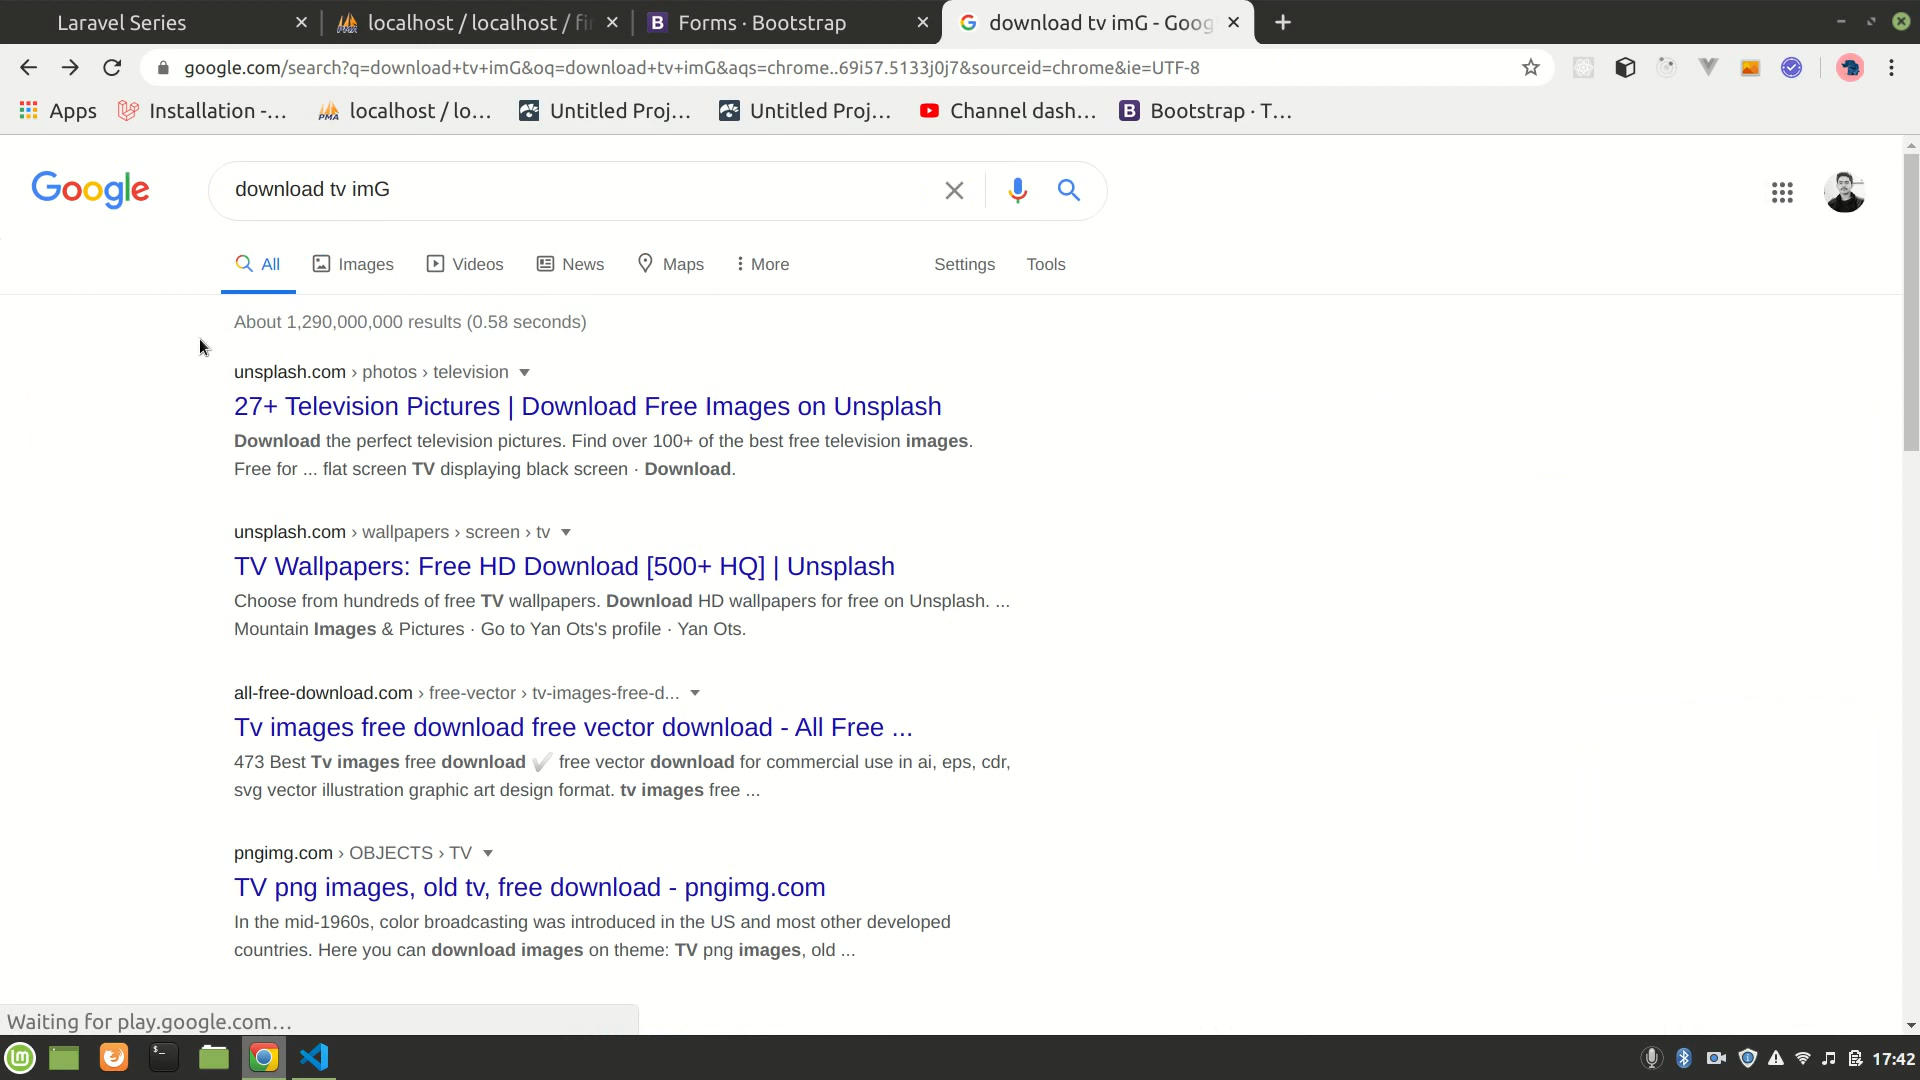 Laravel Series
localhost / localhost / fi
Forms · Bootstrap
download tv imG - Goog
google.com/search?q=download+tv+imG&oq=download+tv+imG&aqs=chrome..69i57.5133j0j7&sourceid=chrome&ie=UTF-8
Apps
Installation -...
localhost / lo...
Untitled Proj...
Untitled Proj...
Channel dash...
Bootstrap · T...
Google
download tv imG
All
Images
Videos
News
Maps
More
Settings
Tools
About 1,290,000,000 results (0.58 seconds)
unsplash.com › photos › television
27+ Television Pictures | Download Free Images on Unsplash
Download the perfect television pictures. Find over 100+ of the best free television images.
Free for ... flat screen TV displaying black screen · Download.
unsplash.com › wallpapers › screen › tv
TV Wallpapers: Free HD Download [500+ HQ] | Unsplash
Choose from hundreds of free TV wallpapers. Download HD wallpapers for free on Unsplash. ...
Mountain Images & Pictures · Go to Yan Ots's profile · Yan Ots.
all-free-download.com › free-vector › tv-images-free-d...
Tv images free download free vector download - All Free ...
473 Best Tv images free download ✓ free vector download for commercial use in ai, eps, cdr,
svg vector illustration graphic art design format. tv images free ...
pngimg.com › OBJECTS › TV
TV png images, old tv, free download - pngimg.com
In the mid-1960s, color broadcasting was introduced in the US and most other developed
countries. Here you can download images on theme: TV png images, old ...
Waiting for play.google.com...
17:42